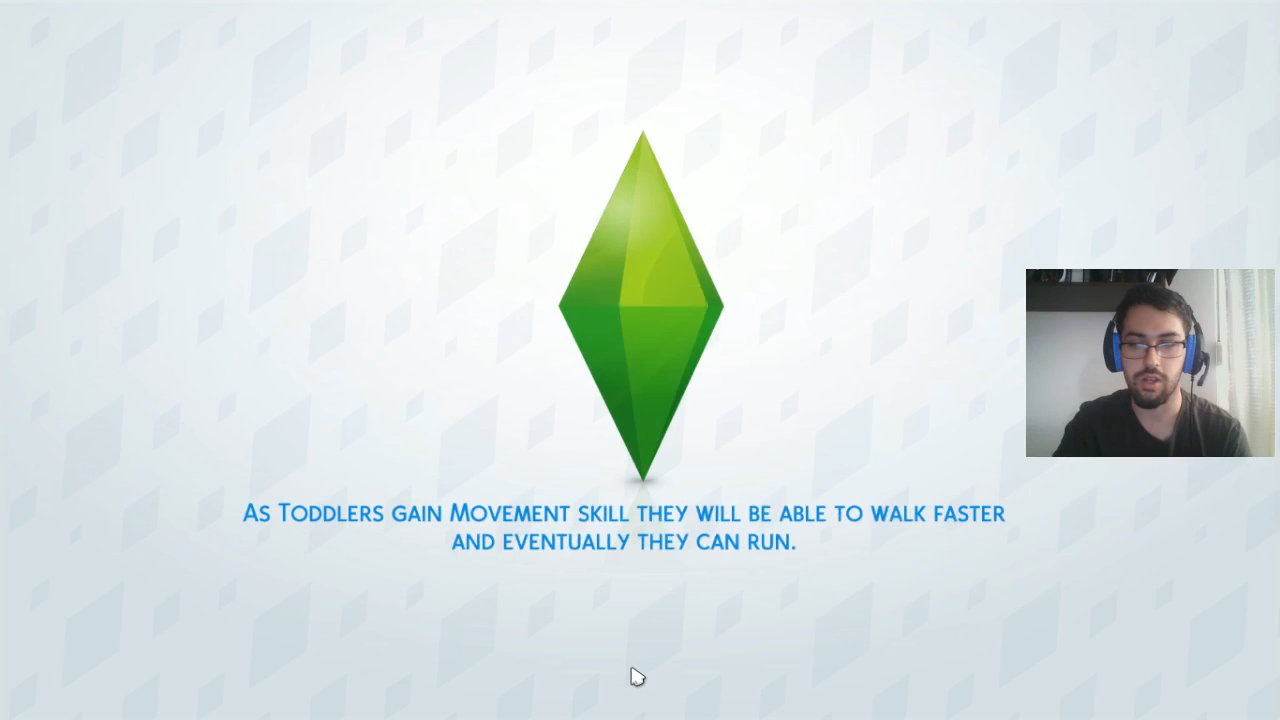 As Toddlers gain Movement skill they will be able to walk faster
and eventually they can run.